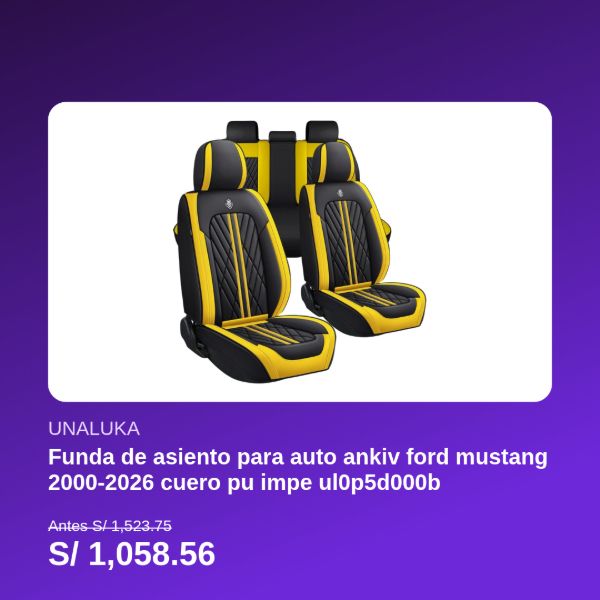 UNALUKA
Funda de asiento para auto ankiv ford mustang
2000-2026 cuero pu impe ul0p5d000b
Antes S/ 1,523.75
S/ 1,058.56